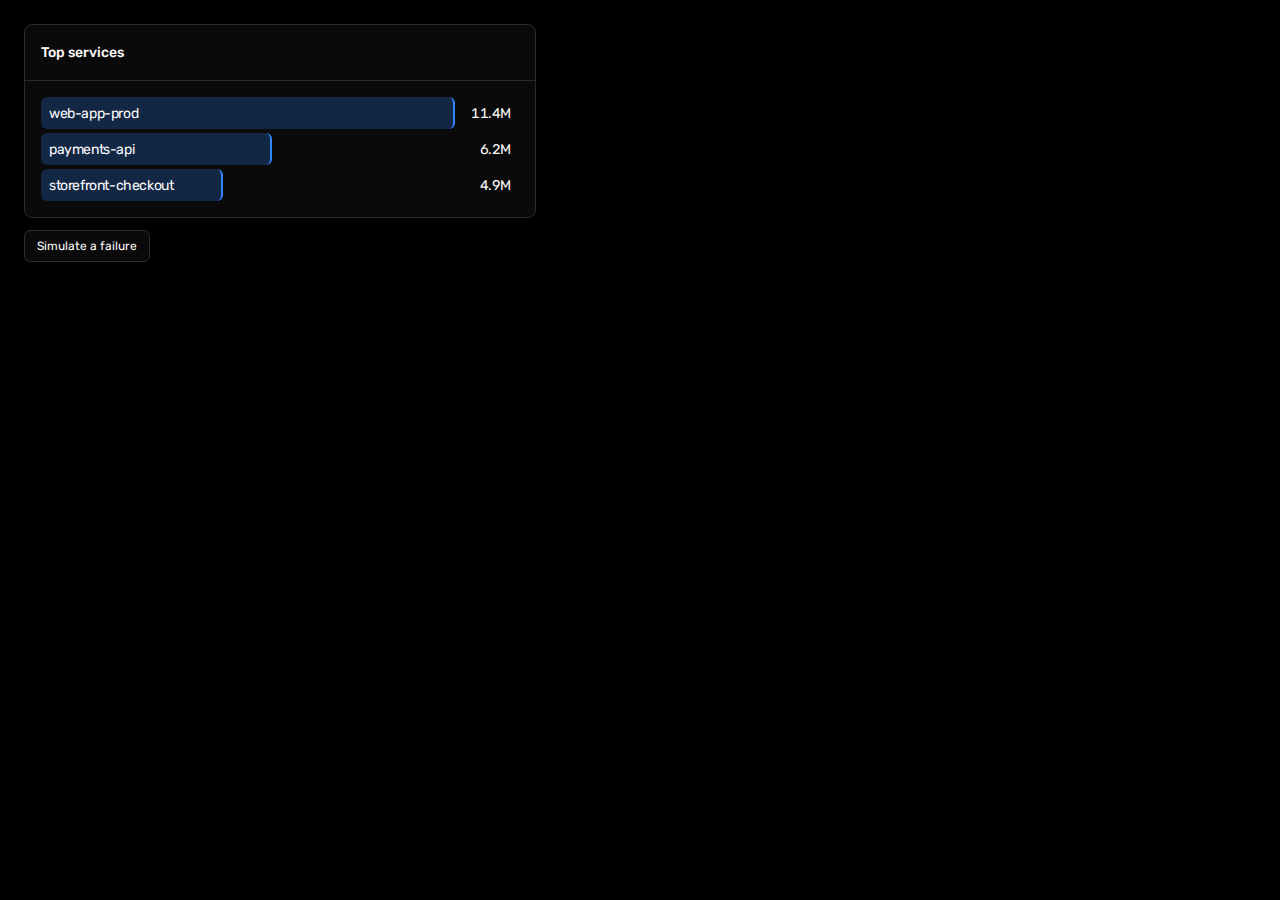 Top services
web-app-prod 11.4M
payments-api 6.2M
storefront-checkout 4.9M
Simulate a failure